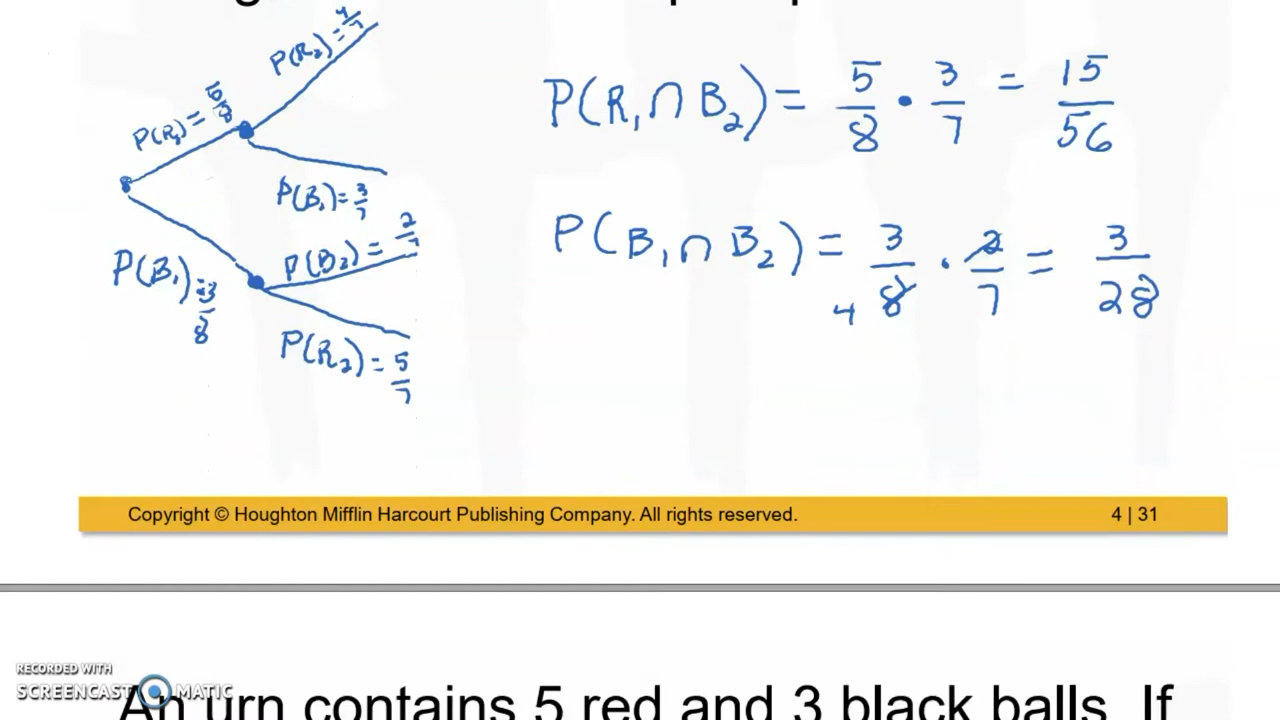 P(R₂) = 4/7
P(R₁) = 5/8
P(B₁) = 3/7
P(B₂) = 2/7
P(B₁) = 3/8
P(R₂) = 5/7
P(R₁ ∩ B₂) = 5/8 · 3/7 = 15/56
P(B₁ ∩ B₂) = 3/8 · 2/7 = 3/28
4
Copyright © Houghton Mifflin Harcourt Publishing Company. All rights reserved.
4 | 31
RECORDED WITH
SCREENCAST MATIC
An urn contains 5 red and 3 black balls. If